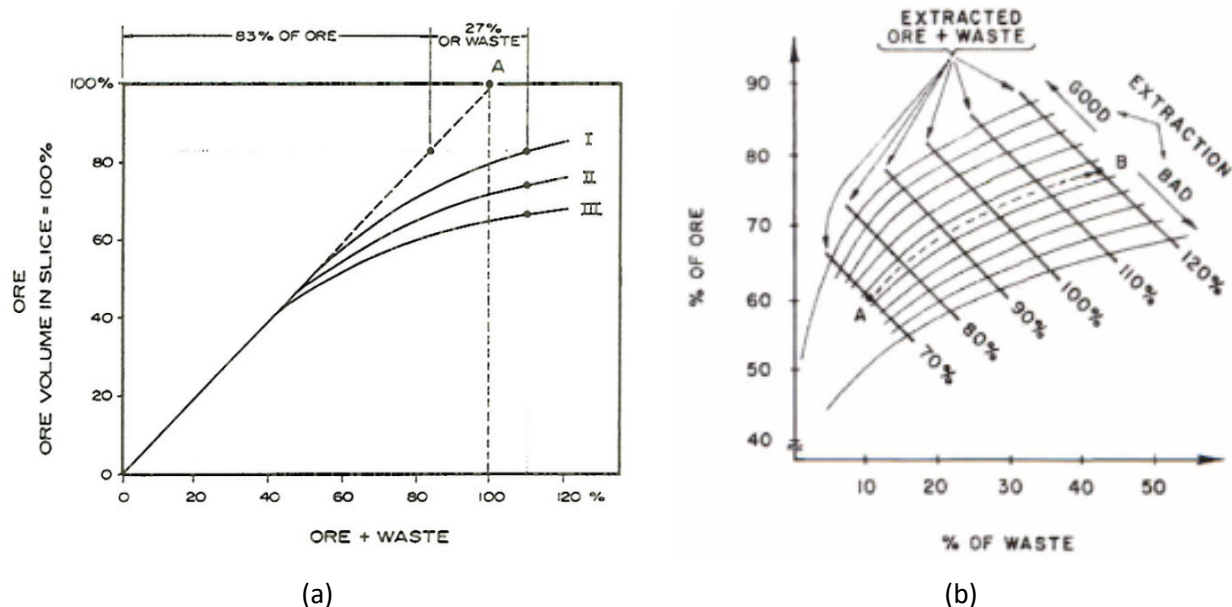 83% OF ORE
27%
OR WASTE
A
100%
80
60
40
20
0
I
II
III
0 20 40 60 80 100 120 %
ORE
ORE VOLUME IN SLICE = 100%
ORE + WASTE
(a)
EXTRACTED
ORE + WASTE
90
80
70
60
50
40
% OF ORE
GOOD
EXTRACTION
BAD
B
A
120%
110%
100%
90%
80%
70%
10 20 30 40 50
% OF WASTE
(b)